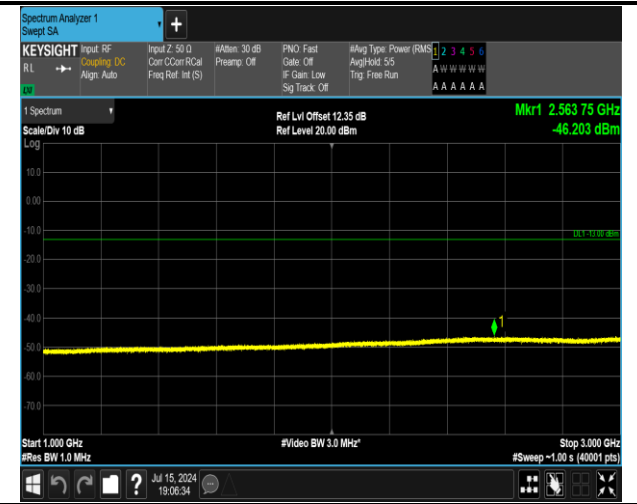 Spectrum Analyzer 1
Swept SA
+
KEYSIGHT Input: RF Input Z: 50 Ω #Atten: 30 dB PNO: Fast #Avg Type: Power (RMS 1 2 3 4 5 6
RL Coupling: DC Corr CCorr RCal Preamp: Off Gate: Off Avg|Hold: 5/5 A W W W W W
Align: Auto Freq Ref: Int (S) IF Gain: Low Trig: Free Run
Sig Track: Off A A A A A A
1 Spectrum Ref Lvl Offset 12.35 dB Mkr1 2.563 75 GHz
Scale/Div 10 dB Ref Level 20.00 dBm -46.203 dBm
Log
10.0
0.00
-10.0
DL1 -13.00 dBm
-20.0
-30.0
-40.0
1
-50.0
-60.0
-70.0
Start 1.000 GHz #Video BW 3.0 MHz* Stop 3.000 GHz
#Res BW 1.0 MHz #Sweep ~1.00 s (40001 pts)
? Jul 15, 2024
19:06:34